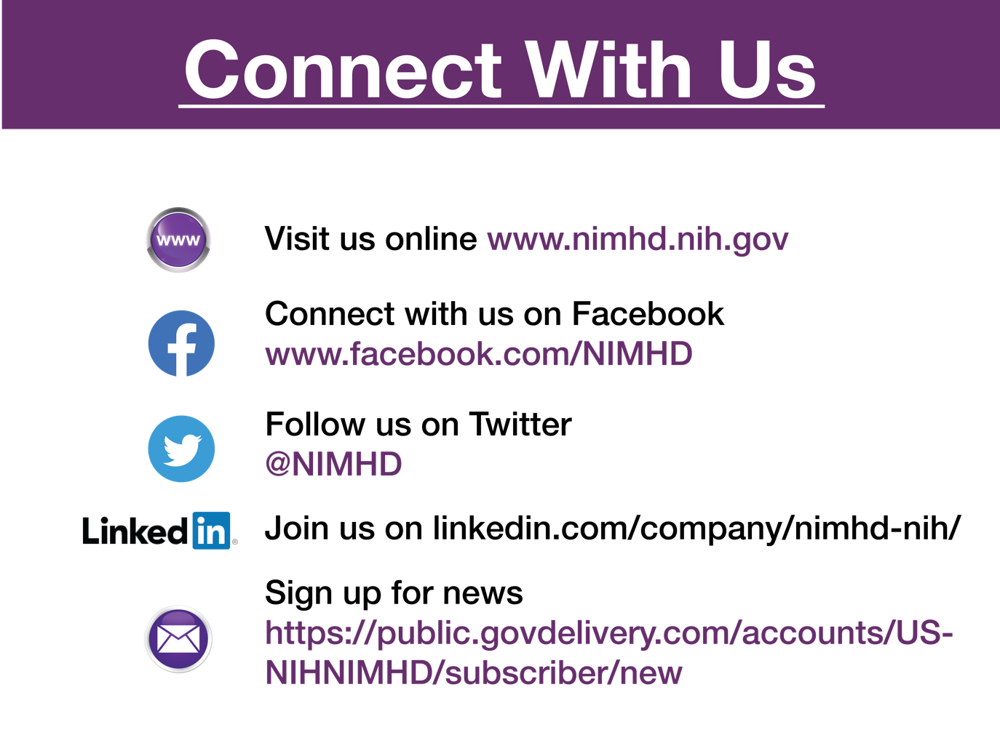 Connect With Us
www
Visit us online www.nimhd.nih.gov
Connect with us on Facebook
www.facebook.com/NIMHD
Follow us on Twitter
@NIMHD
Linked in ®
Join us on linkedin.com/company/nimhd-nih/
Sign up for news
https://public.govdelivery.com/accounts/US-
NIHNIMHD/subscriber/new